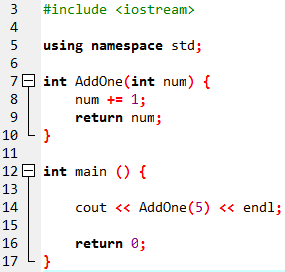 3 #include <iostream>
4
5 using namespace std;
6
7 int AddOne(int num) {
8 num += 1;
9 return num;
10 }
11
12 int main () {
13
14 cout << AddOne(5) << endl;
15
16 return 0;
17 }